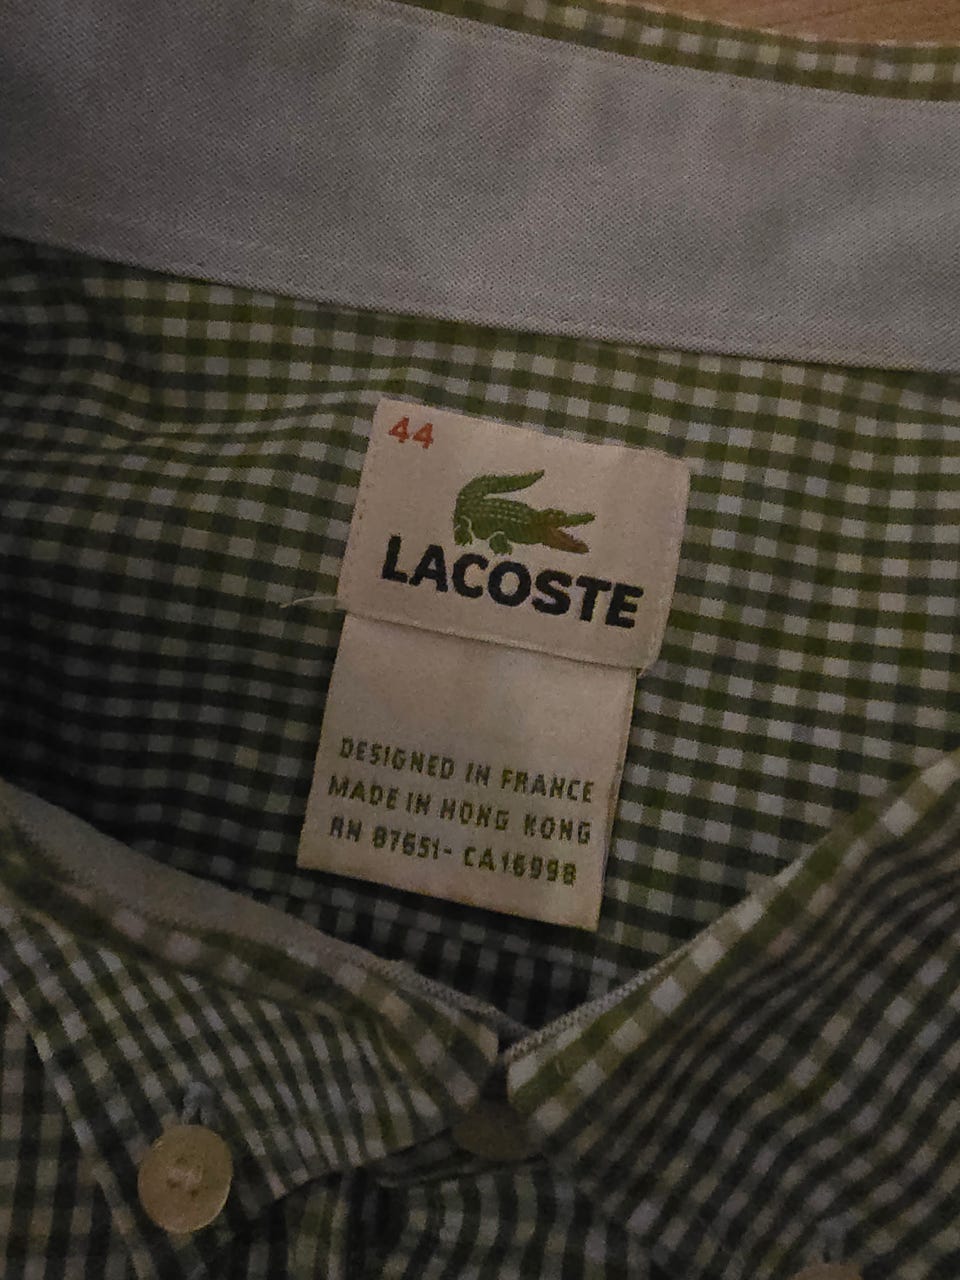 44
LACOSTE
DESIGNED IN FRANCE
MADE IN HONG KONG
RN 87651- CA16998